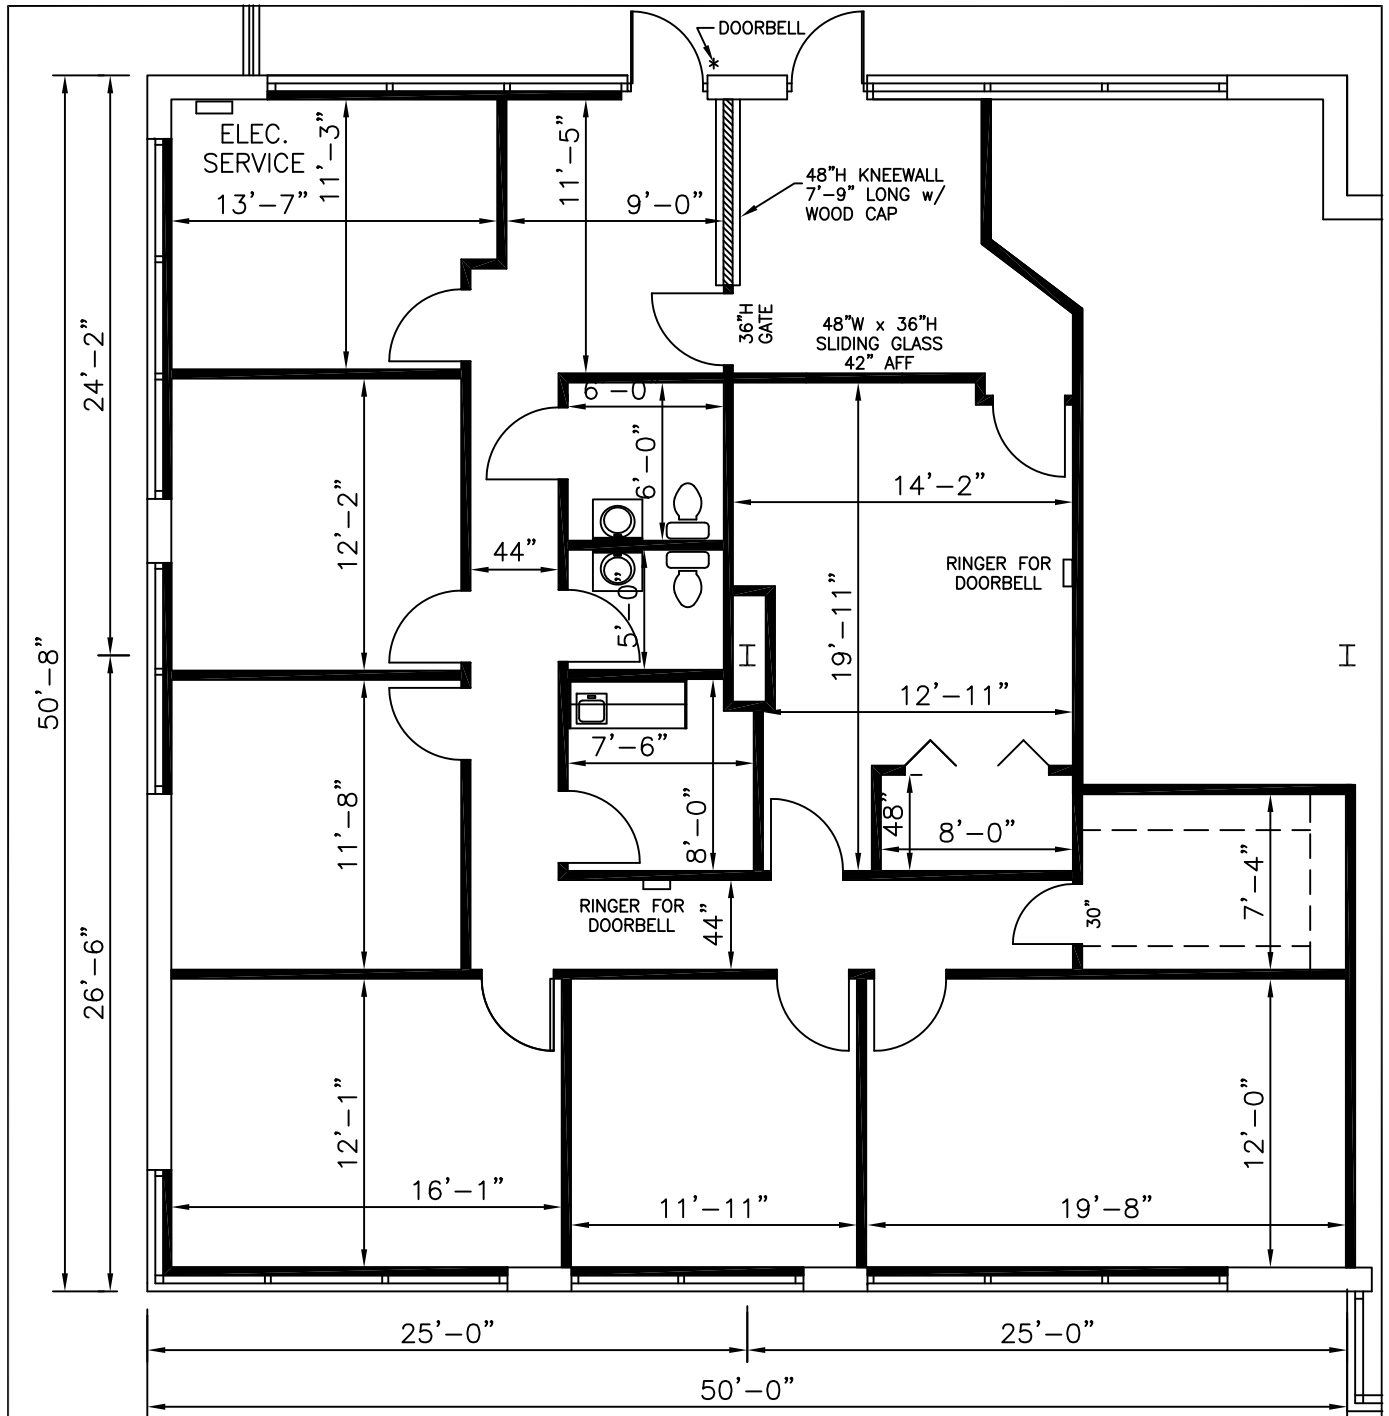 DOORBELL
*
ELEC.
SERVICE
11'-3"
13'-7"
11'-5"
9'-0"
48"H KNEEWALL
7'-9" LONG w/
WOOD CAP
36"H
GATE
48"W x 36"H
SLIDING GLASS
42" AFF
24'-2"
6'-0
6'-0"
12'-2"
44"
14'-2"
RINGER FOR
DOORBELL
5'-0"
19'-11"
50'-8"
12'-11"
7'-6"
8'-0"
11'-8"
48"
8'-0"
7'-4"
30"
RINGER FOR
DOORBELL
44"
26'-6"
12'-1"
16'-1"
11'-11"
19'-8"
12'-0"
25'-0"
25'-0"
50'-0"